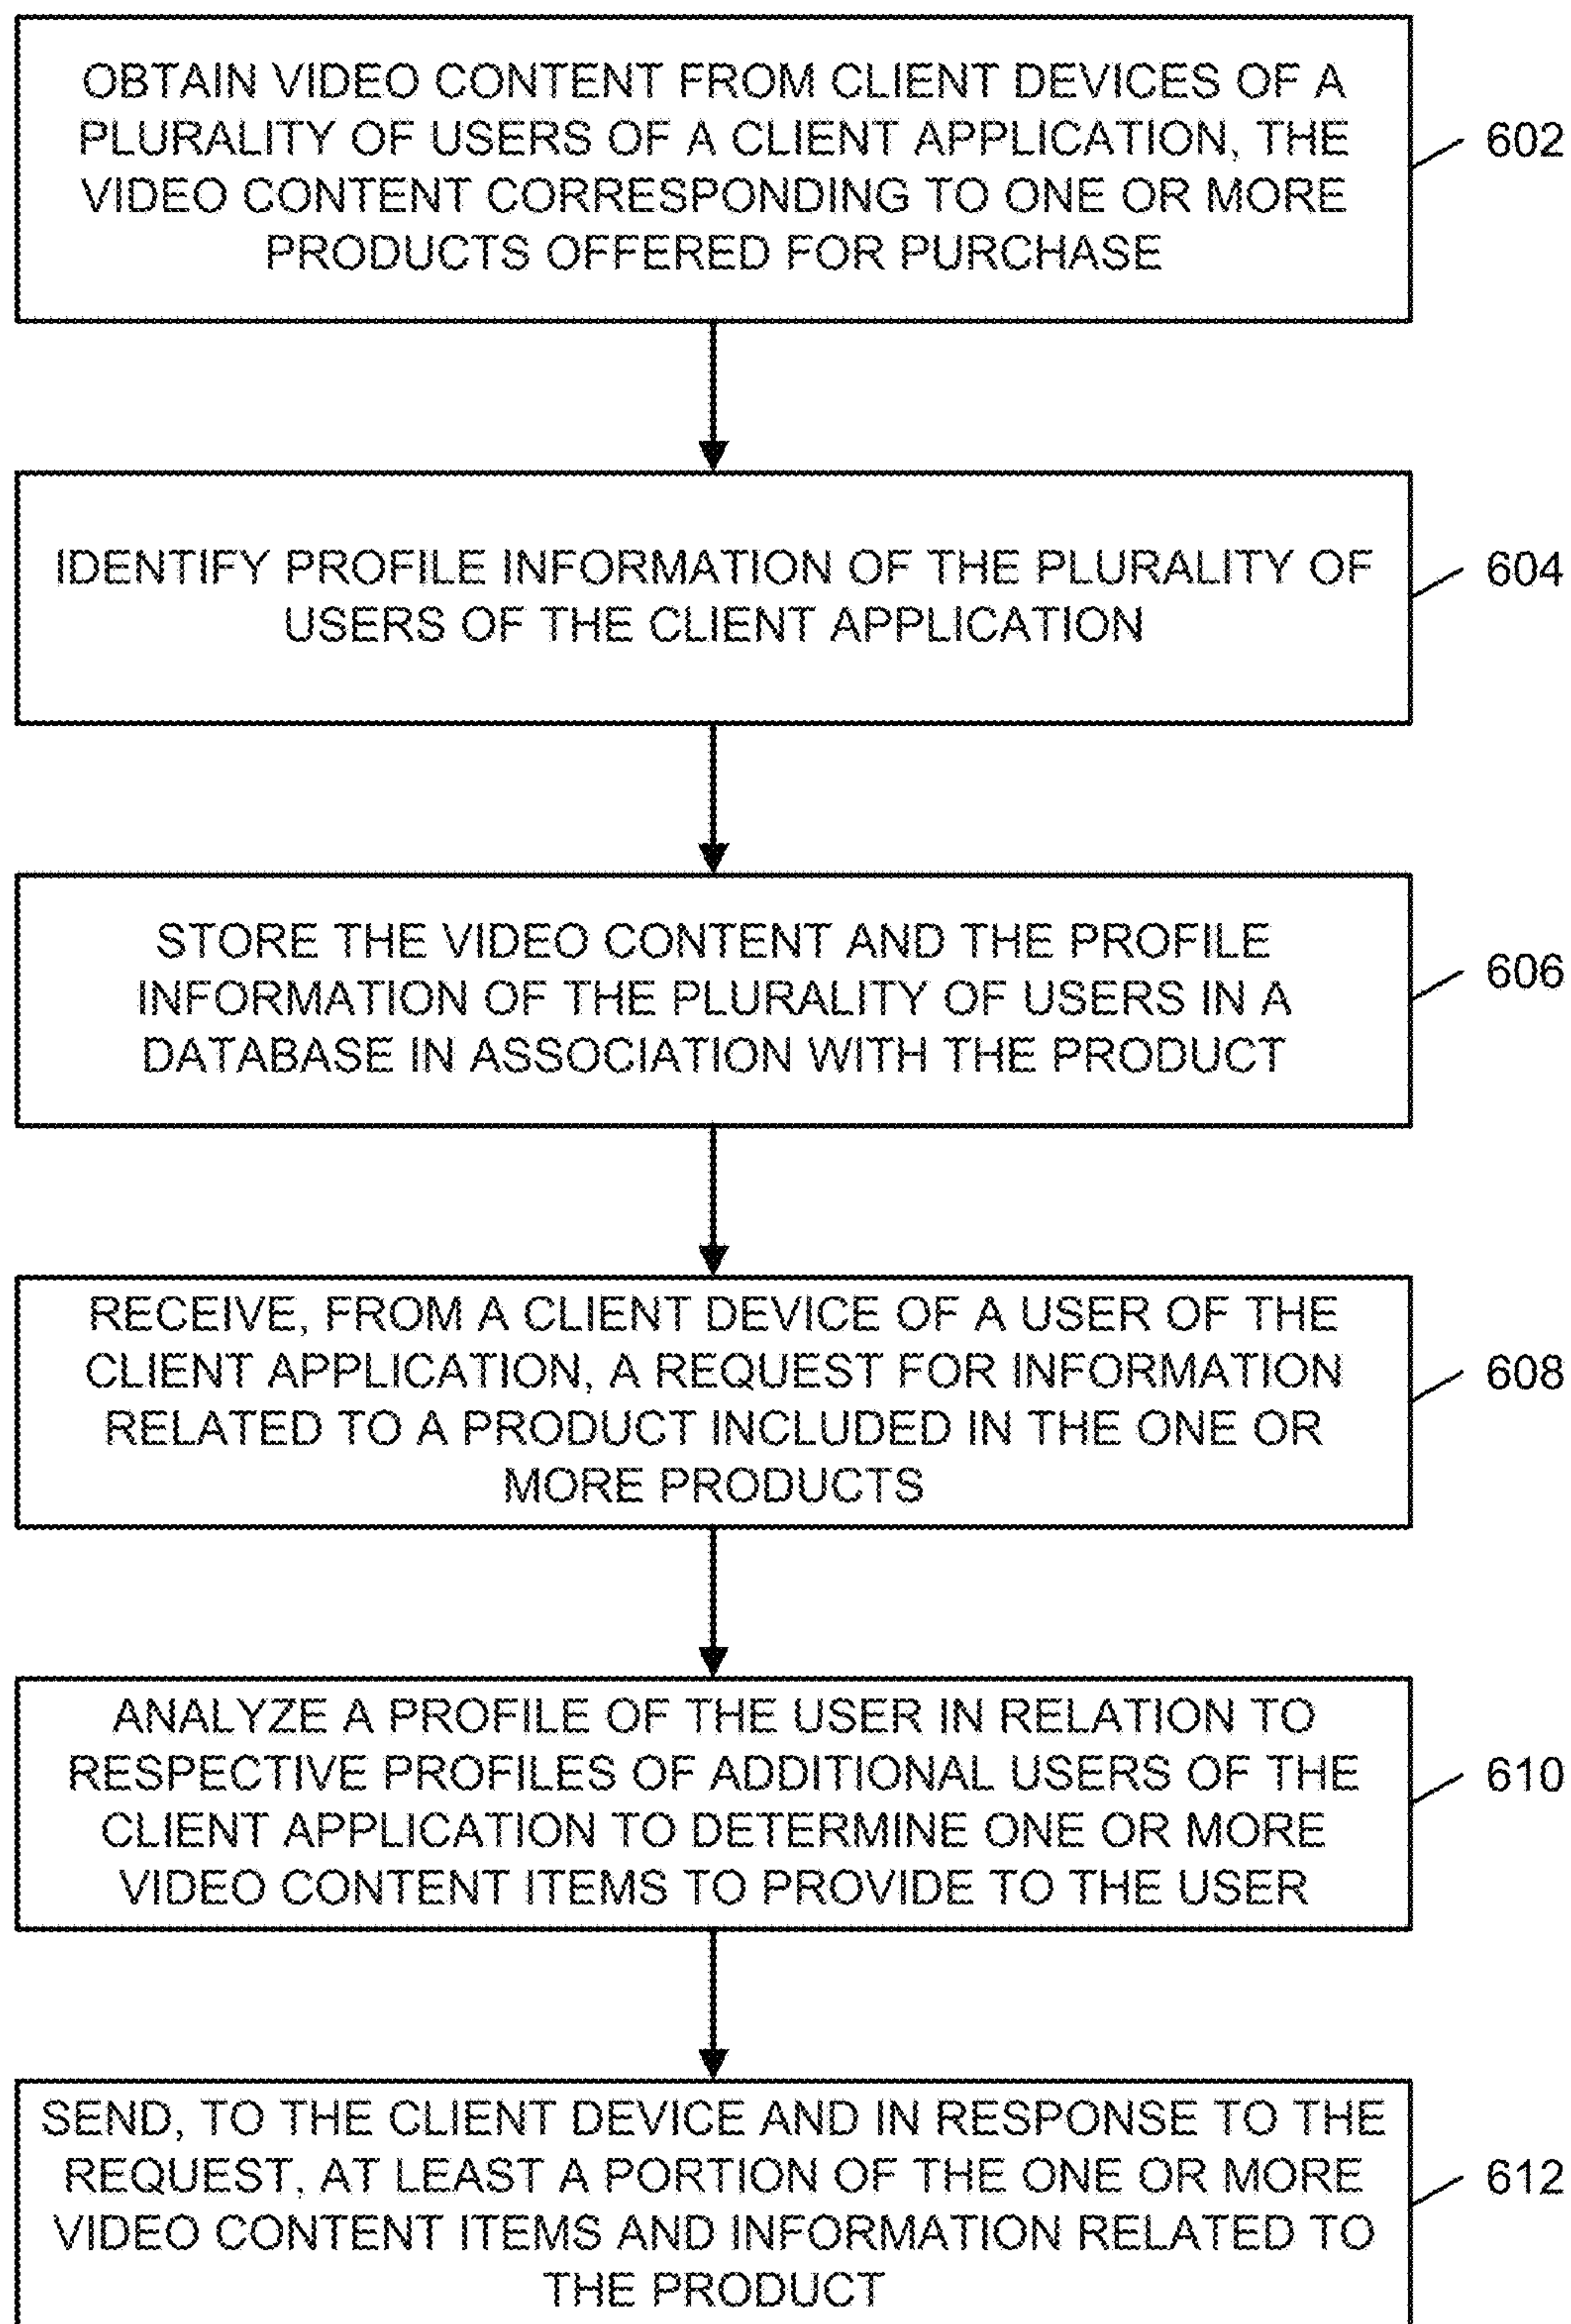 OBTAIN VIDEO CONTENT FROM CLIENT DEVICES OF A
PLURALITY OF USERS OF A CLIENT APPLICATION, THE
VIDEO CONTENT CORRESPONDING TO ONE OR MORE
PRODUCTS OFFERED FOR PURCHASE
602
IDENTIFY PROFILE INFORMATION OF THE PLURALITY OF
USERS OF THE CLIENT APPLICATION
604
STORE THE VIDEO CONTENT AND THE PROFILE
INFORMATION OF THE PLURALITY OF USERS IN A
DATABASE IN ASSOCIATION WITH THE PRODUCT
606
RECEIVE, FROM A CLIENT DEVICE OF A USER OF THE
CLIENT APPLICATION, A REQUEST FOR INFORMATION
RELATED TO A PRODUCT INCLUDED IN THE ONE OR
MORE PRODUCTS
608
ANALYZE A PROFILE OF THE USER IN RELATION TO
RESPECTIVE PROFILES OF ADDITIONAL USERS OF THE
CLIENT APPLICATION TO DETERMINE ONE OR MORE
VIDEO CONTENT ITEMS TO PROVIDE TO THE USER
610
SEND, TO THE CLIENT DEVICE AND IN RESPONSE TO THE
REQUEST, AT LEAST A PORTION OF THE ONE OR MORE
VIDEO CONTENT ITEMS AND INFORMATION RELATED TO
THE PRODUCT
612